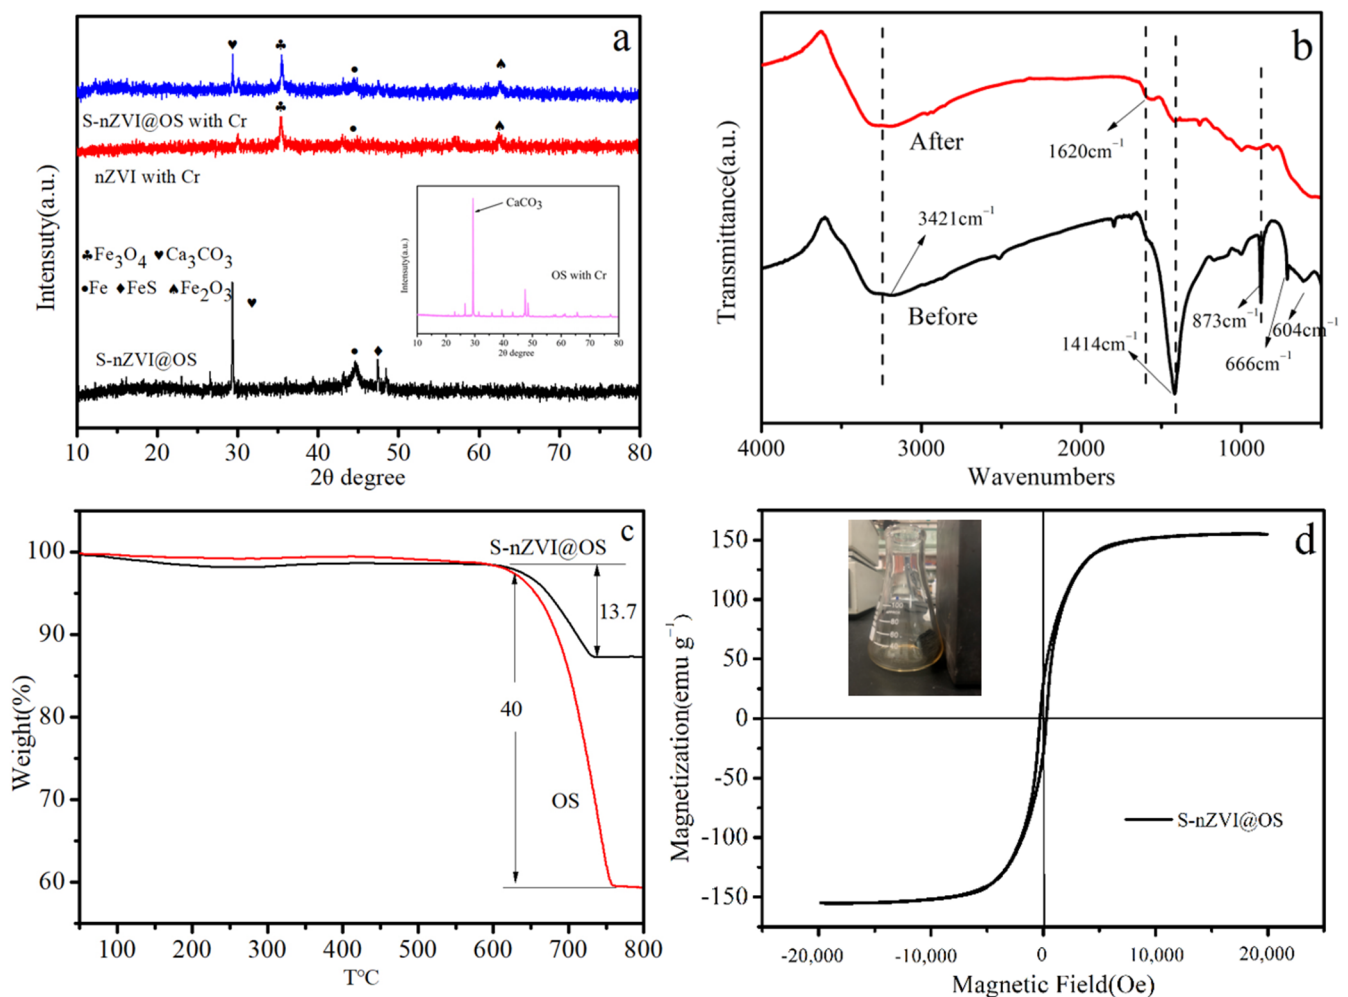 a
S-nZVI@OS with Cr
nZVI with Cr
♣Fe3O4 ♥Ca3CO3
●Fe ♦FeS ♠Fe2O3
S-nZVI@OS
Intensuty(a.u.)
10 20 30 40 50 60 70 80
2θ degree
CaCO3
OS with Cr
Intensuty(a.u.)
10 20 30 40 50 60 70 80
2θ degree
b
After
1620cm⁻¹
3421cm⁻¹
Before
1414cm⁻¹
873cm⁻¹
666cm⁻¹
604cm⁻¹
Transmittance(a.u.)
4000 3000 2000 1000
Wavenumbers
c
S-nZVI@OS
13.7
40
OS
Weight(%)
100
90
80
70
60
100 200 300 400 500 600 700 800
T°C
d
150
100
50
0
-50
-100
-150
Magnetization(emu g⁻¹)
S-nZVI@OS
-20,000 -10,000 0 10,000 20,000
Magnetic Field(Oe)